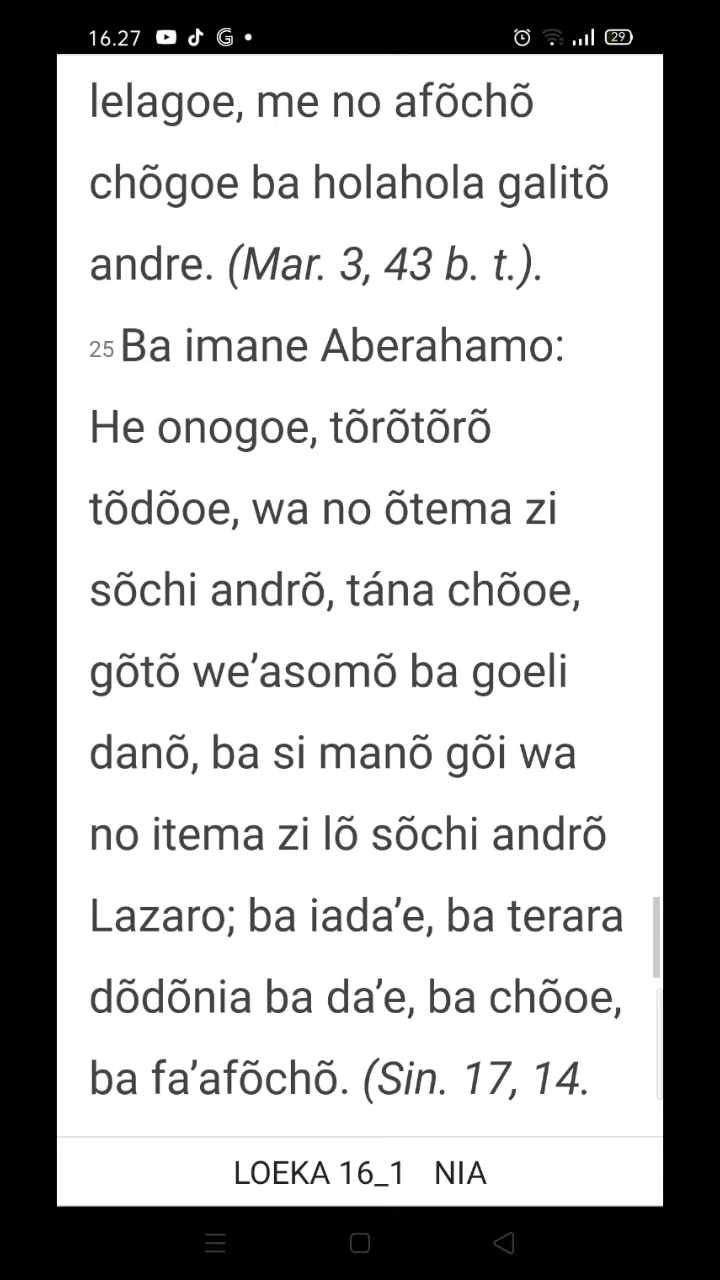 16.27
29
lelagoe, me no afõchõ
chõgoe ba holahola galitõ
andre. (Mar. 3, 43 b. t.).
25 Ba imane Aberahamo:
He onogoe, tõrõtõrõ
tõdõoe, wa no õtema zi
sõchi andrõ, tána chõoe,
gõtõ we’asomõ ba goeli
danõ, ba si manõ gõi wa
no itema zi lõ sõchi andrõ
Lazaro; ba iada’e, ba terara
dõdõnia ba da’e, ba chõoe,
ba fa’afõchõ. (Sin. 17, 14.
LOEKA 16_1 NIA